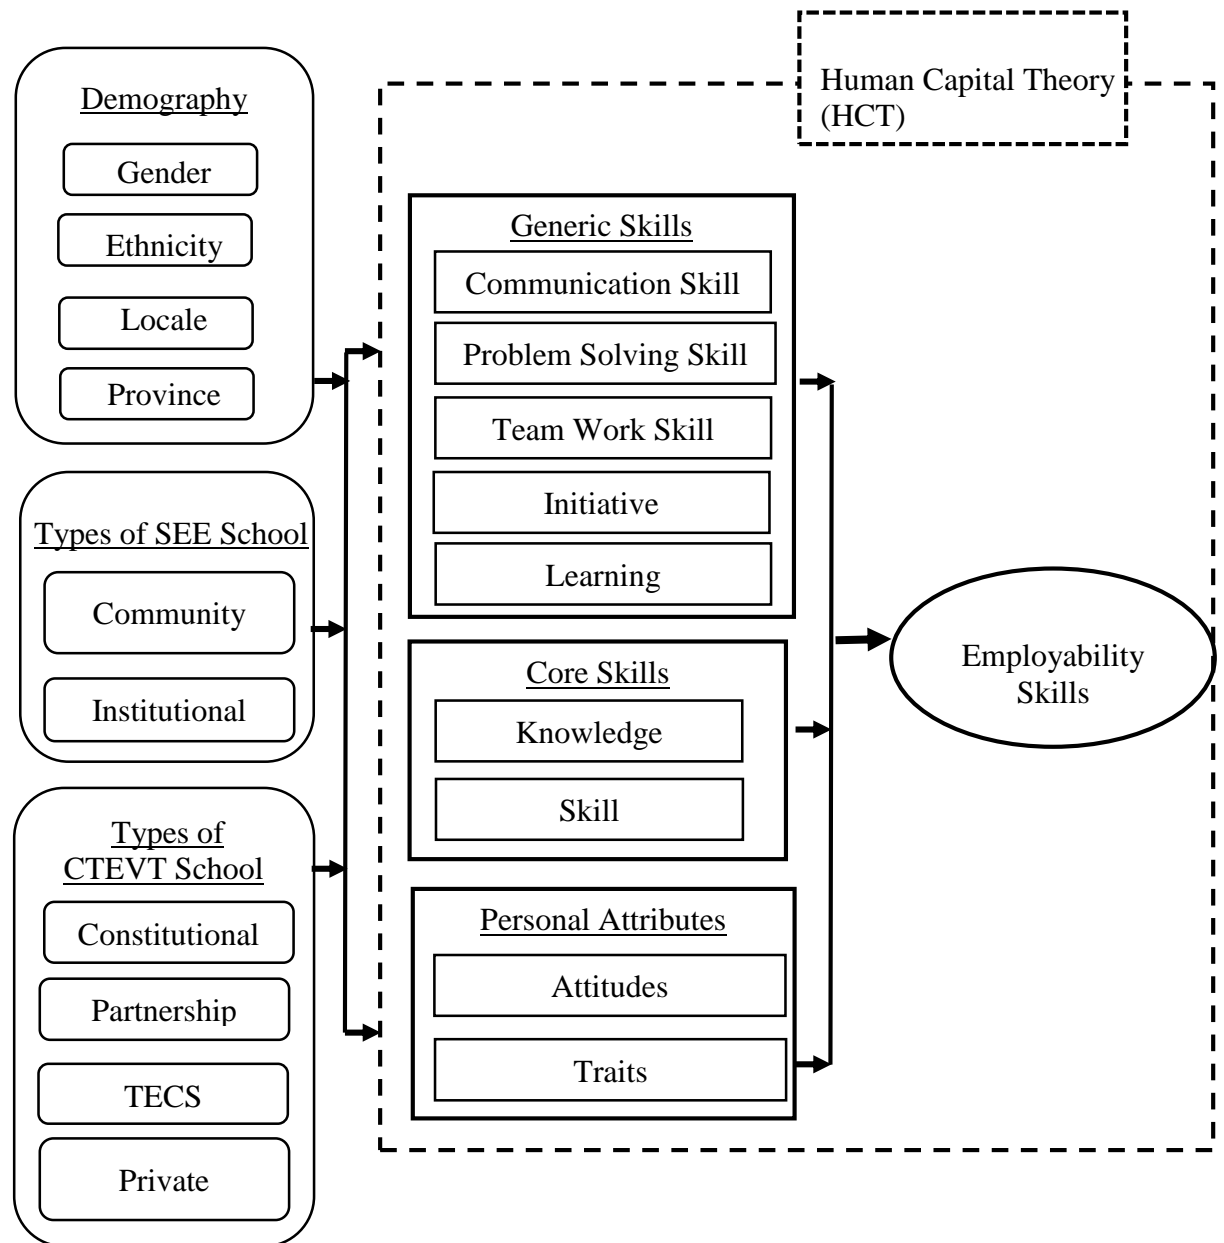 Demography
Gender
Ethnicity
Locale
Province
Types of SEE School
Community
Institutional
Types of
CTEVT School
Constitutional
Partnership
TECS
Private
Human Capital Theory
(HCT)
Generic Skills
Communication Skill
Problem Solving Skill
Team Work Skill
Initiative
Learning
Core Skills
Knowledge
Skill
Personal Attributes
Attitudes
Traits
Employability
Skills